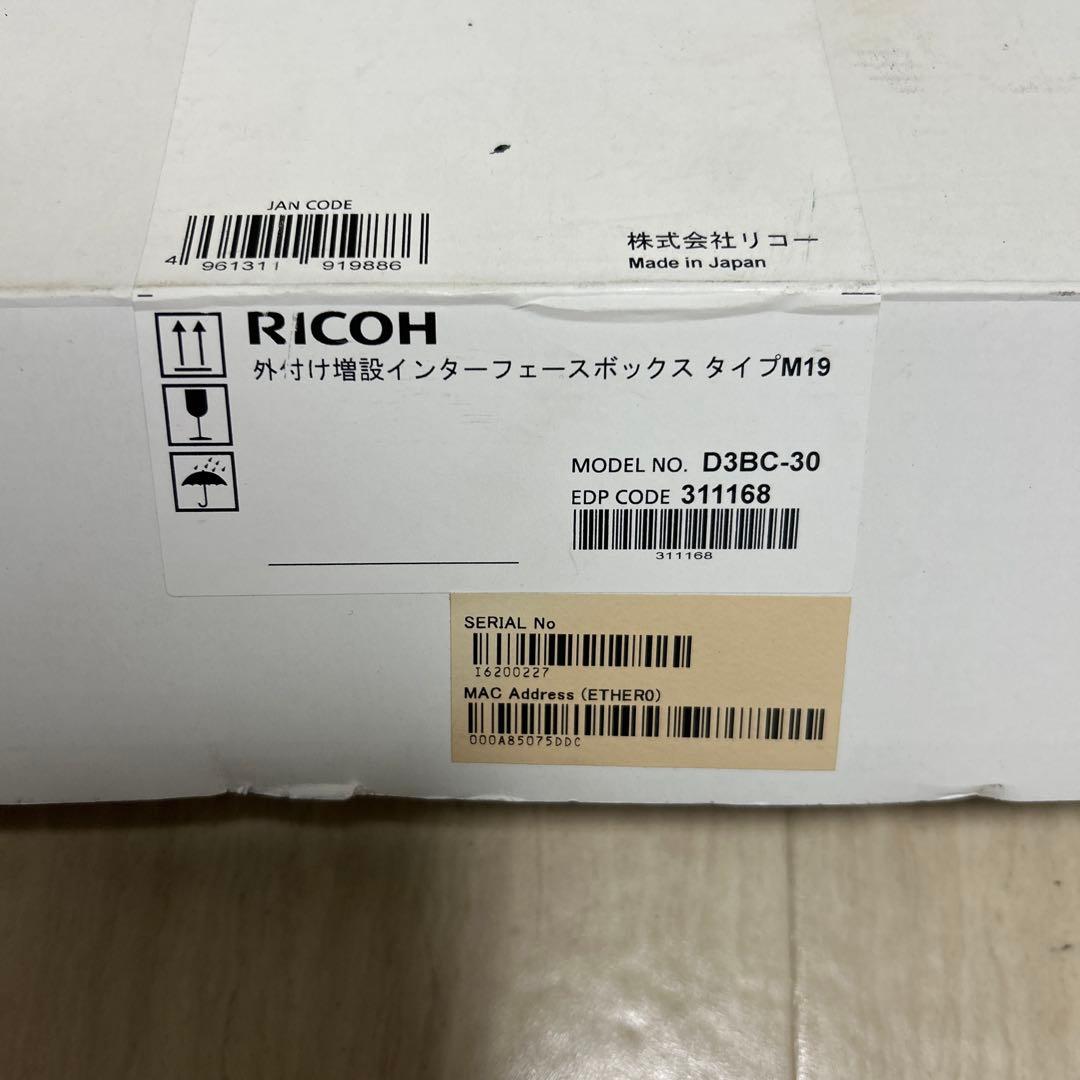 JAN CODE
4 961311 919886
株式会社リコー
Made in Japan
RICOH
外付け増設インターフェースボックス タイプM19
MODEL NO. D3BC-30
EDP CODE 311168
311168
SERIAL No
I6200227
MAC Address (ETHER0)
000A85075DDC